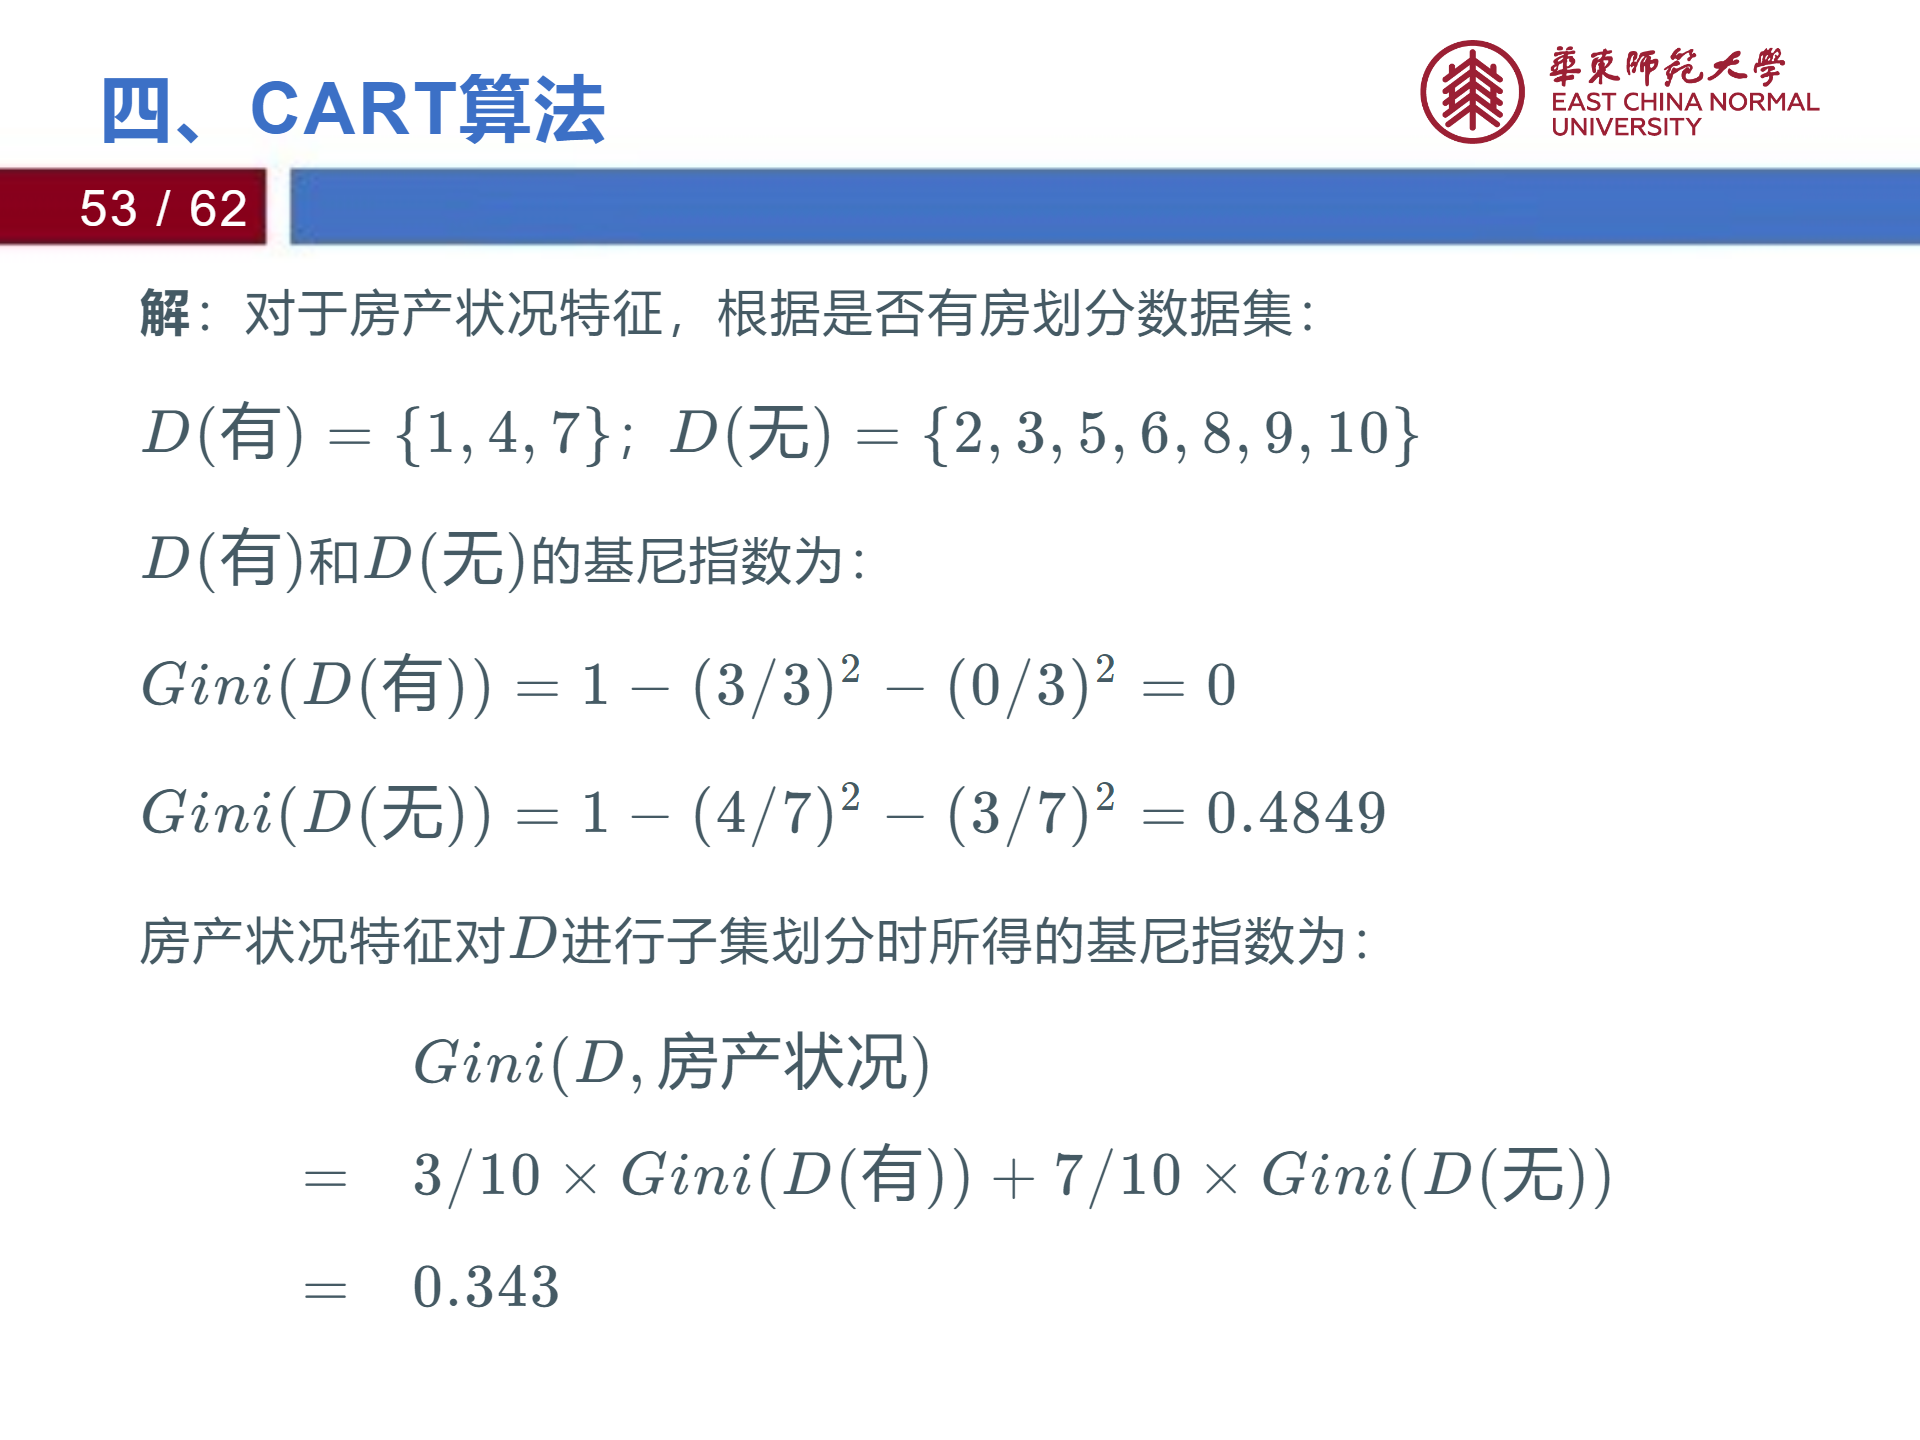 四、CART算法
華東師範大學
EAST CHINA NORMAL
UNIVERSITY
53 / 62
解：对于房产状况特征，根据是否有房划分数据集：
D(有) = {1, 4, 7}；D(无) = {2, 3, 5, 6, 8, 9, 10}
D(有)和D(无)的基尼指数为：
Gini(D(有)) = 1 − (3/3)² − (0/3)² = 0
Gini(D(无)) = 1 − (4/7)² − (3/7)² = 0.4849
房产状况特征对D进行子集划分时所得的基尼指数为：
Gini(D, 房产状况)
= 3/10 × Gini(D(有)) + 7/10 × Gini(D(无))
= 0.343